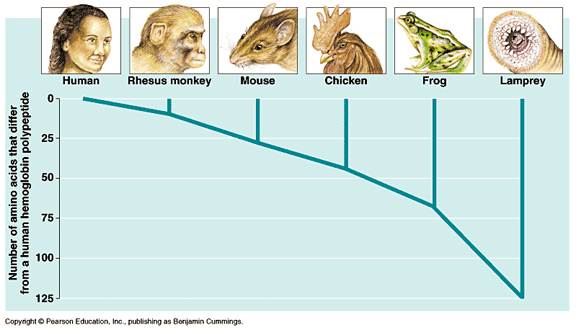 Human Rhesus monkey Mouse Chicken Frog Lamprey
Number of amino acids that differ
from a human hemoglobin polypeptide
0
25
50
75
100
125
Copyright © Pearson Education, Inc., publishing as Benjamin Cummings.